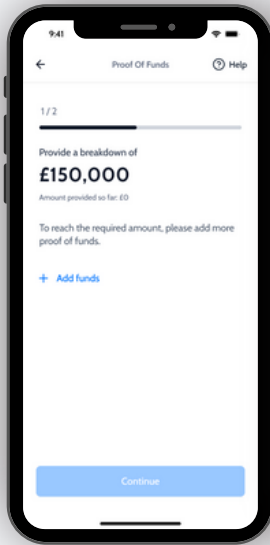 9:41
Proof Of Funds
Help
1/2
Provide a breakdown of
£150,000
Amount provided so far: £0
To reach the required amount, please add more
proof of funds.
+ Add funds
Continue